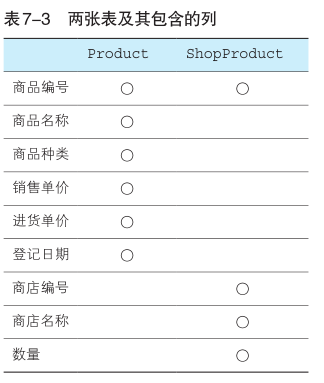 表7–3 两张表及其包含的列
Product ShopProduct
商品编号 ○ ○
商品名称 ○
商品种类 ○
销售单价 ○
进货单价 ○
登记日期 ○
商店编号 ○
商店名称 ○
数量 ○